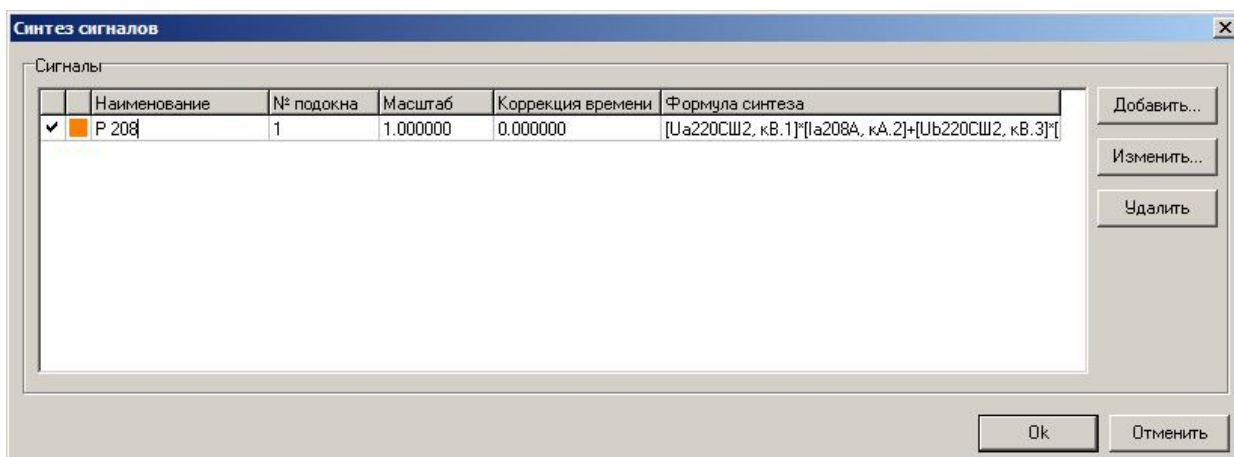 Синтез сигналов
Сигналы
Наименование № подокна Масштаб Коррекция времени Формула синтеза
P 208 1 1.000000 0.000000 [Ua220СШ2, кВ.1]*[Ia208А, кА.2]+[Ub220СШ2, кВ.3]*[
Добавить...
Изменить...
Удалить
Ok Отменить